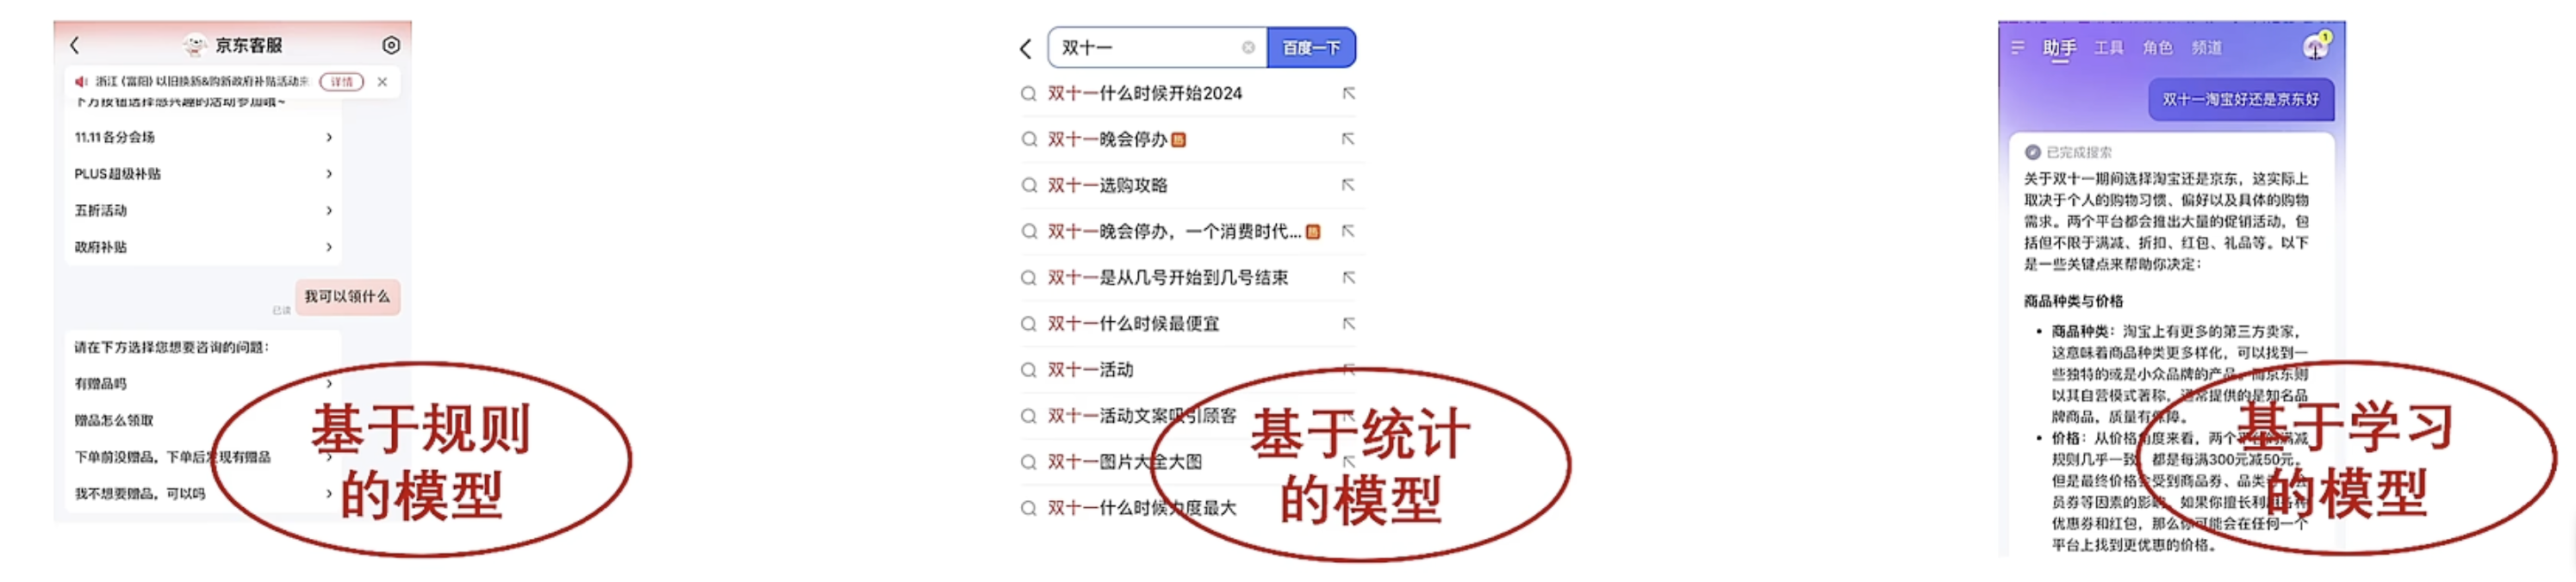 京东客服
浙江（富阳）以旧换新&购新政府补贴活动来
详情
下方按钮选择感兴趣的活动参加哦~
11.11各分会场
PLUS超级补贴
五折活动
政府补贴
我可以领什么
已读
请在下方选择您想要咨询的问题：
有赠品吗
赠品怎么领取
下单前没赠品，下单后发现有赠品
我不想要赠品，可以吗
基于规则
的模型
双十一
百度一下
双十一什么时候开始2024
双十一晚会停办
双十一选购攻略
双十一晚会停办，一个消费时代...
双十一是从几号开始到几号结束
双十一什么时候最便宜
双十一活动
双十一活动文案吸引顾客
双十一图片大全大图
双十一什么时候力度最大
基于统计
的模型
助手 工具 角色 频道
1
双十一淘宝好还是京东好
已完成搜索
关于双十一期间选择淘宝还是京东，这实际上
取决于个人的购物习惯、偏好以及具体的购物
需求。两个平台都会推出大量的促销活动，包
括但不限于满减、折扣、红包、礼品等。以下
是一些关键点来帮助你决定：
商品种类与价格
• 商品种类：淘宝上有更多的第三方卖家，
这意味着商品种类更多样化，可以找到一
些独特的或是小众品牌的产品。而京东则
以其自营模式著称，通常提供的是知名品
牌商品，质量有保障。
• 价格：从价格角度来看，两个平台的满减
规则几乎一致，都是每满300元减50元。
但是最终价格会受到商品券、品类
员券等因素的影响。如果你擅长利用各种
优惠券和红包，那么你可能会在任何一个
平台上找到更优惠的价格。
基于学习
的模型